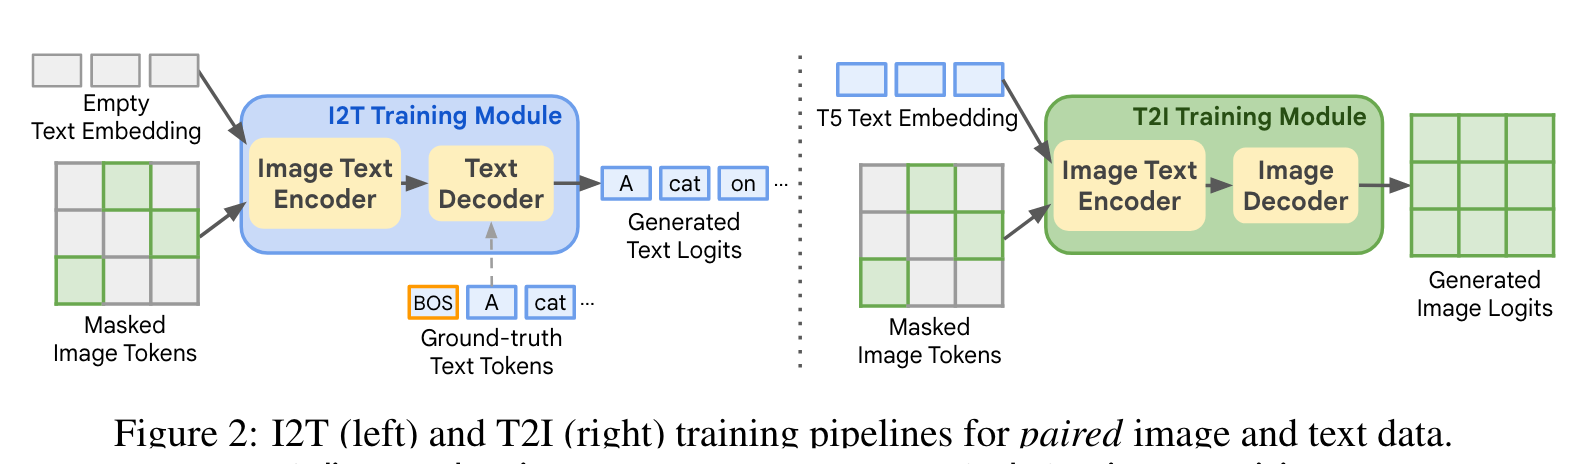 Empty
Text Embedding
I2T Training Module
Image Text
Encoder
Text
Decoder
A cat on ...
Generated
Text Logits
BOS A cat ...
Ground-truth
Text Tokens
Masked
Image Tokens
T5 Text Embedding
T2I Training Module
Image Text
Encoder
Image
Decoder
Masked
Image Tokens
Generated
Image Logits
Figure 2: I2T (left) and T2I (right) training pipelines for paired image and text data.